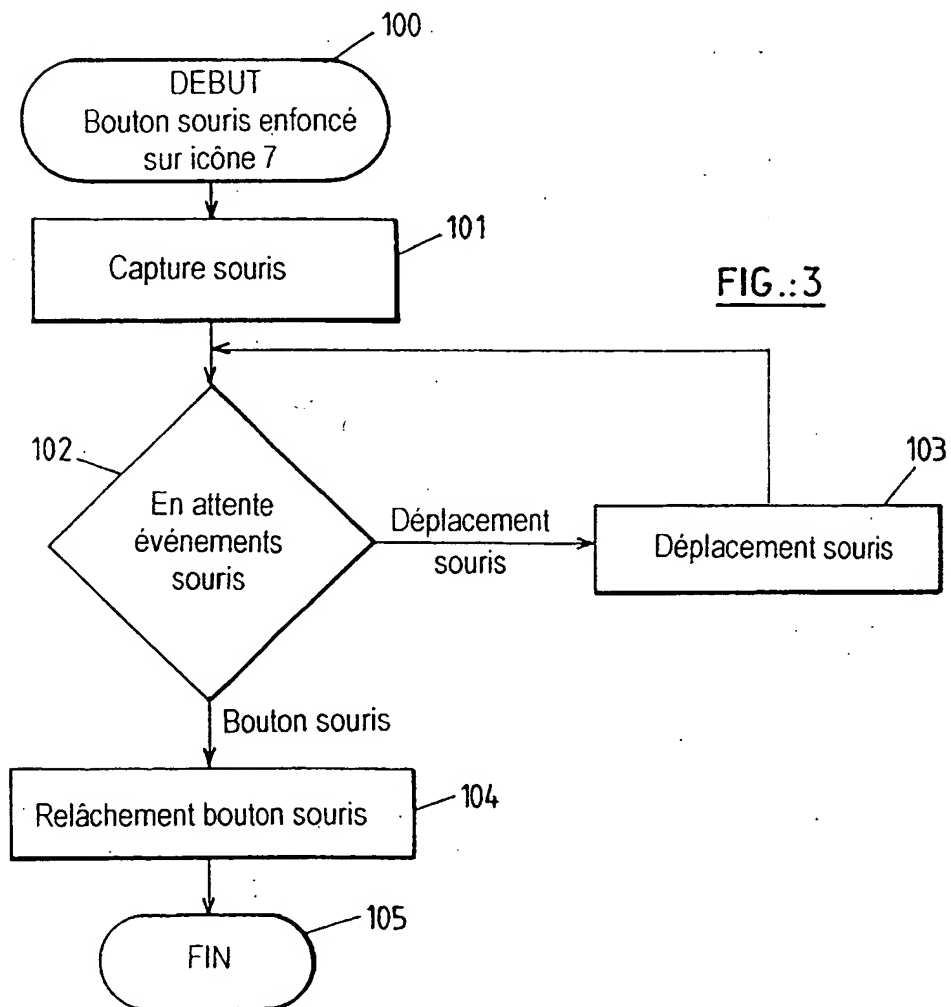 100
DEBUT
Bouton souris enfoncé
sur icône 7
101
Capture souris
FIG.:3
102
En attente
événements
souris
Déplacement
souris
103
Déplacement souris
Bouton souris
Relâchement bouton souris
104
105
FIN